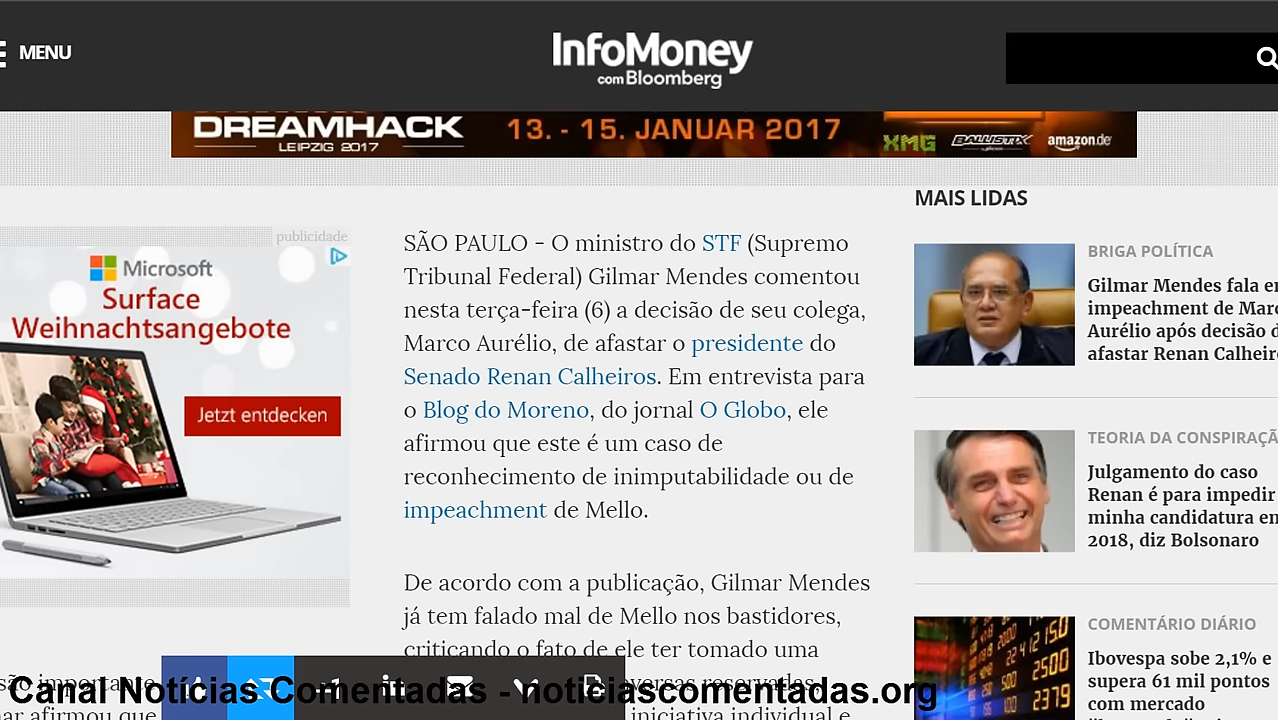 MENU
InfoMoney
com Bloomberg
DREAMHACK
LEIPZIG 2017
13. - 15. JANUAR 2017
XMG
BALLISTIX
amazon.de
publicidade
Microsoft
Surface
Weihnachtsangebote
Jetzt entdecken
SÃO PAULO - O ministro do STF (Supremo
Tribunal Federal) Gilmar Mendes comentou
nesta terça-feira (6) a decisão de seu colega,
Marco Aurélio, de afastar o presidente do
Senado Renan Calheiros. Em entrevista para
o Blog do Moreno, do jornal O Globo, ele
afirmou que este é um caso de
reconhecimento de inimputabilidade ou de
impeachment de Mello.
De acordo com a publicação, Gilmar Mendes
já tem falado mal de Mello nos bastidores,
criticando o fato de ele ter tomado uma
iniciativa individual e
MAIS LIDAS
BRIGA POLÍTICA
Gilmar Mendes fala e
impeachment de Marc
Aurélio após decisão d
afastar Renan Calheir
TEORIA DA CONSPIRAÇÃ
Julgamento do caso
Renan é para impedir
minha candidatura e
2018, diz Bolsonaro
COMENTÁRIO DIÁRIO
Ibovespa sobe 2,1% e
supera 61 mil pontos
com mercado
afirmou que
Canal Notícias Comentadas - noticiascomentadas.org